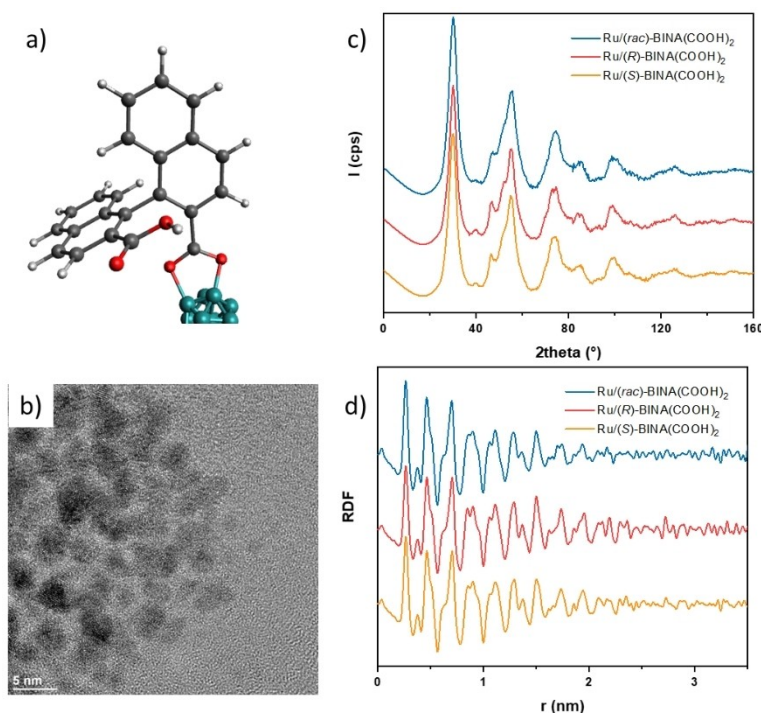 a)
b)
5 nm
c)
Ru/(rac)-BINA(COOH)2
Ru/(R)-BINA(COOH)2
Ru/(S)-BINA(COOH)2
I (cps)
0 40 80 120 160
2theta (°)
d)
Ru/(rac)-BINA(COOH)2
Ru/(R)-BINA(COOH)2
Ru/(S)-BINA(COOH)2
RDF
0 1 2 3
r (nm)